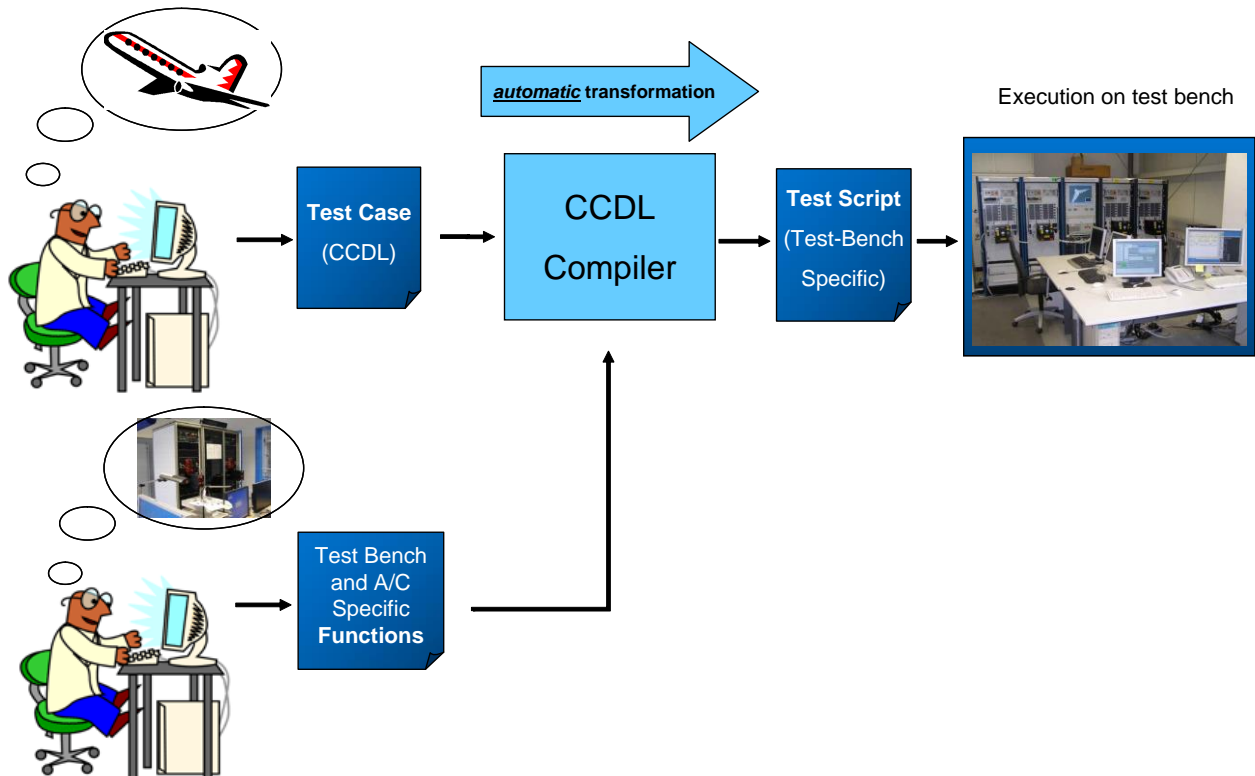 automatic transformation
Execution on test bench
Test Case
(CCDL)
CCDL
Compiler
Test Script
(Test-Bench
Specific)
Test Bench
and A/C
Specific
Functions